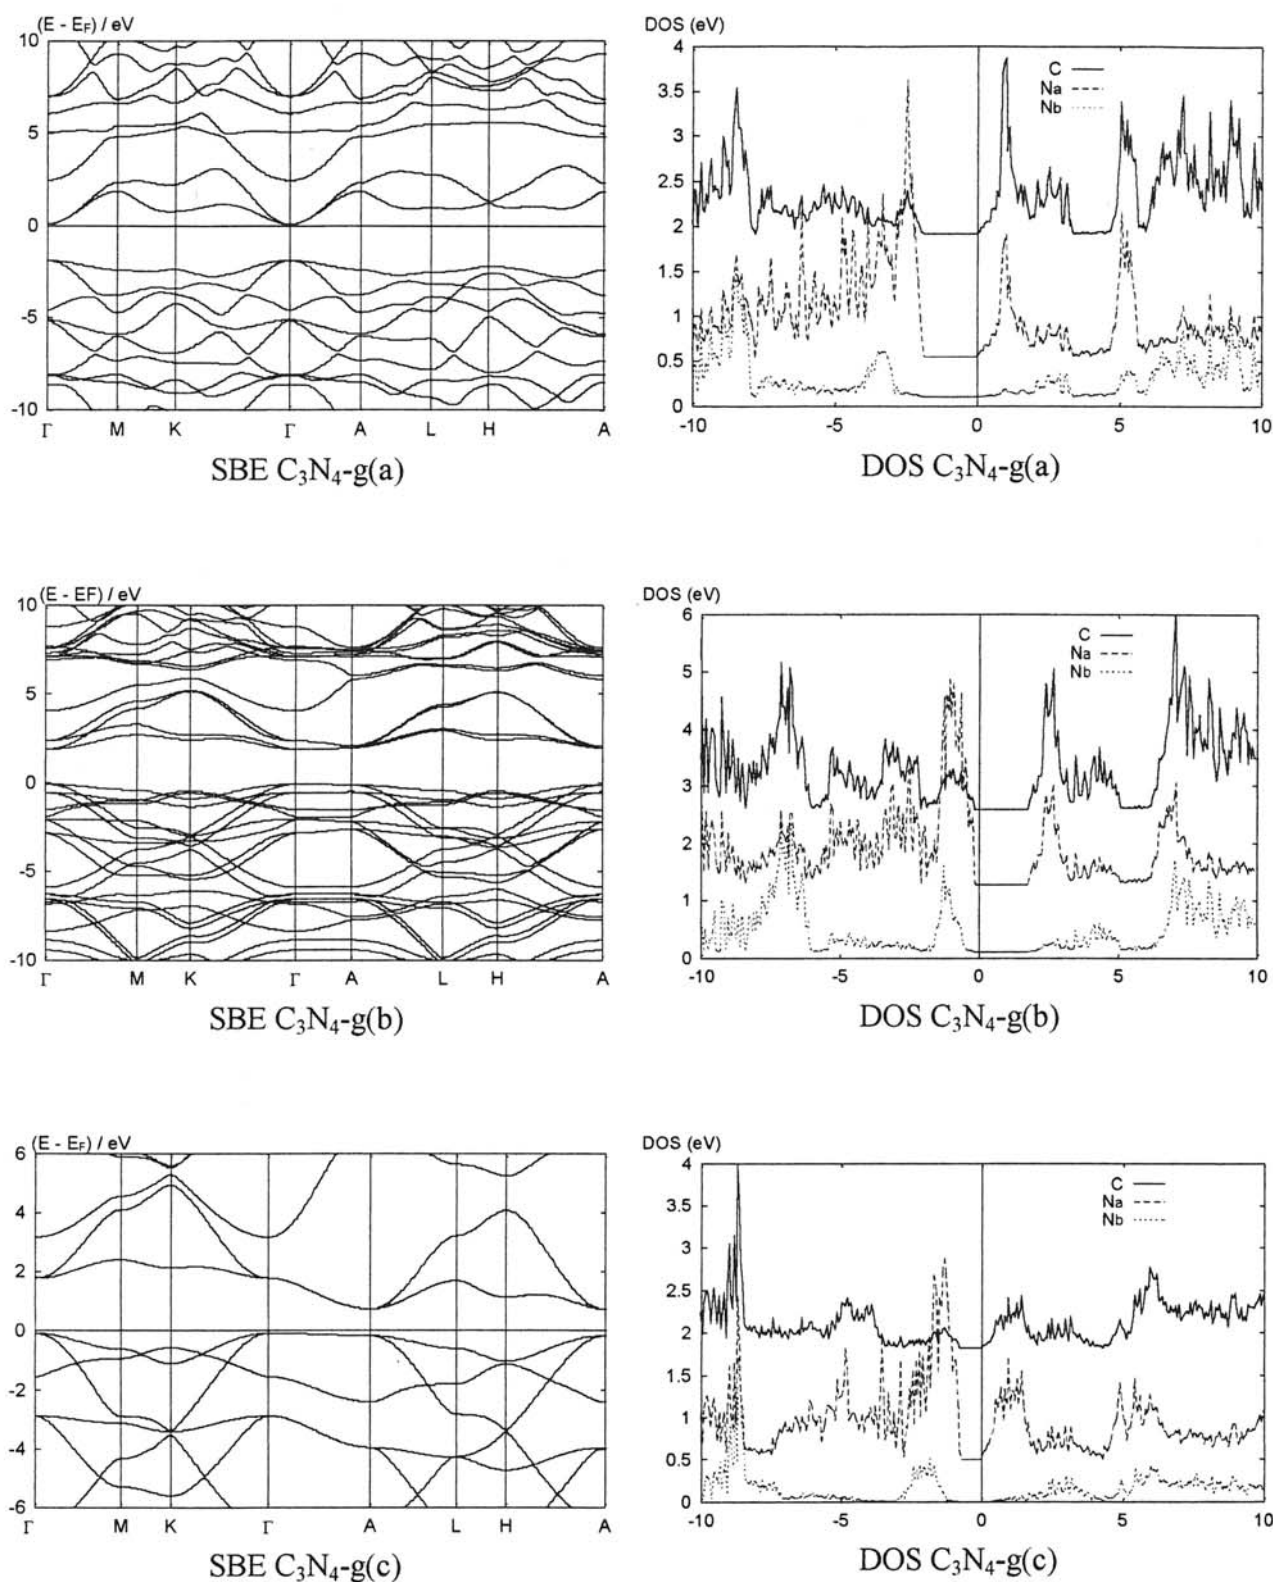 (E - EF) / eV
10
5
0
-5
-10
Γ M K Γ A L H A
SBE C3N4-g(a)
DOS (eV)
4
3.5
3
2.5
2
1.5
1
0.5
0
C
Na
Nb
-10 -5 0 5 10
DOS C3N4-g(a)
(E - EF) / eV
10
5
0
-5
-10
Γ M K Γ A L H A
SBE C3N4-g(b)
DOS (eV)
6
5
4
3
2
1
0
C
Na
Nb
-10 -5 0 5 10
DOS C3N4-g(b)
(E - EF) / eV
6
4
2
0
-2
-4
-6
Γ M K Γ A L H A
SBE C3N4-g(c)
DOS (eV)
4
3.5
3
2.5
2
1.5
1
0.5
0
C
Na
Nb
-10 -5 0 5 10
DOS C3N4-g(c)